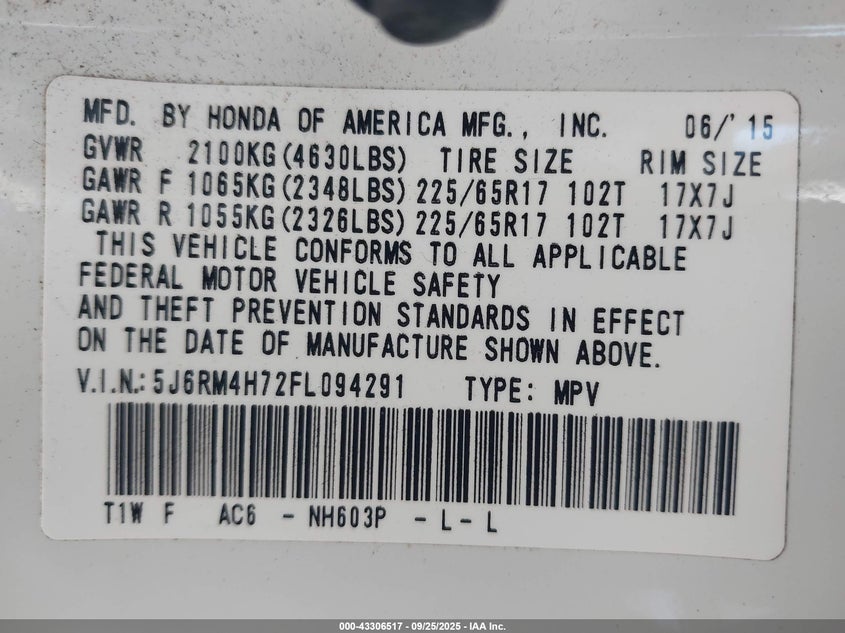 MFD. BY HONDA OF AMERICA MFG., INC. 06/'15
GVWR 2100KG(4630LBS) TIRE SIZE RIM SIZE
GAWR F 1065KG(2348LBS) 225/65R17 102T 17X7J
GAWR R 1055KG(2326LBS) 225/65R17 102T 17X7J
THIS VEHICLE CONFORMS TO ALL APPLICABLE
FEDERAL MOTOR VEHICLE SAFETY
AND THEFT PREVENTION STANDARDS IN EFFECT
ON THE DATE OF MANUFACTURE SHOWN ABOVE.
V.I.N.: 5J6RM4H72FL094291 TYPE: MPV
T1W F AC6 - NH603P - L - L
000-43306517 - 09/25/2025 - IAA Inc.